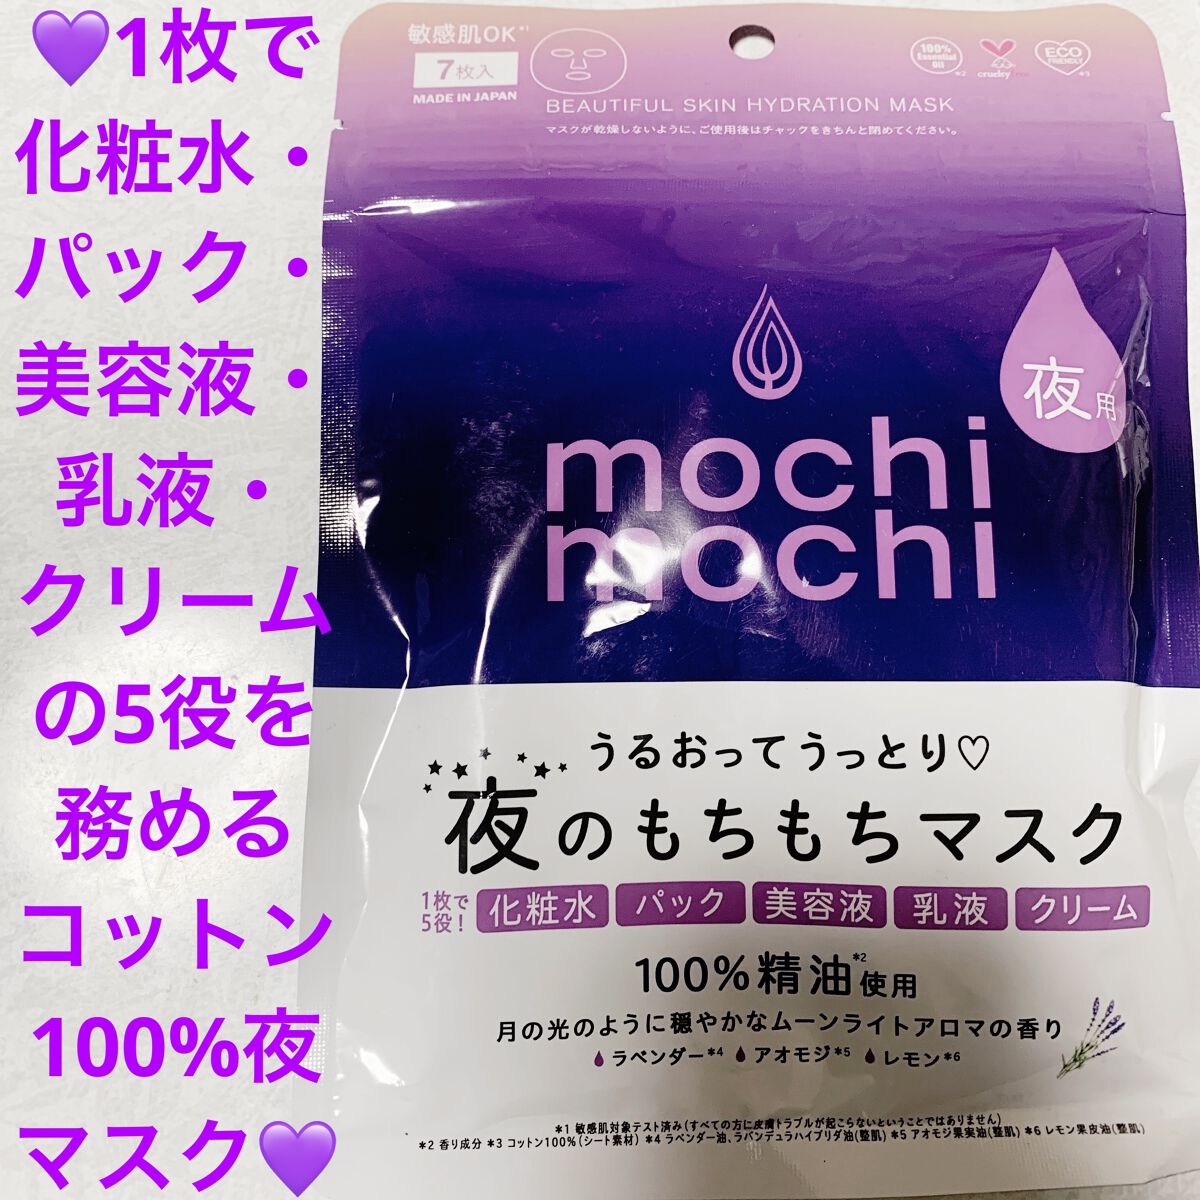 💜1枚で
化粧水・
パック・
美容液・
乳液・
クリーム
の5役を
務める
コットン
100%夜
マスク💜
敏感肌OK*1
7枚入
MADE IN JAPAN
100%
Essential
Oil
*2
crueltyfree
ECO
FRIENDLY
*3
BEAUTIFUL SKIN HYDRATION MASK
マスクが乾燥しないように、ご使用後はチャックをきちんと閉めてください。
夜用
mochi
mochi
うるおってうっとり♡
夜のもちもちマスク
1枚で
5役!
化粧水 パック 美容液 乳液 クリーム
100%精油*2使用
月の光のように穏やかなムーンライトアロマの香り
ラベンダー*4 アオモジ*5 レモン*6
*1 敏感肌対象テスト済み(すべての方に皮膚トラブルが起こらないということではありません)
*2 香り成分 *3 コットン100%(シート素材) *4 ラベンダー油、ラバンデュラハイブリダ油(整肌) *5 アオモジ果実油(整肌) *6 レモン果皮油(整肌)